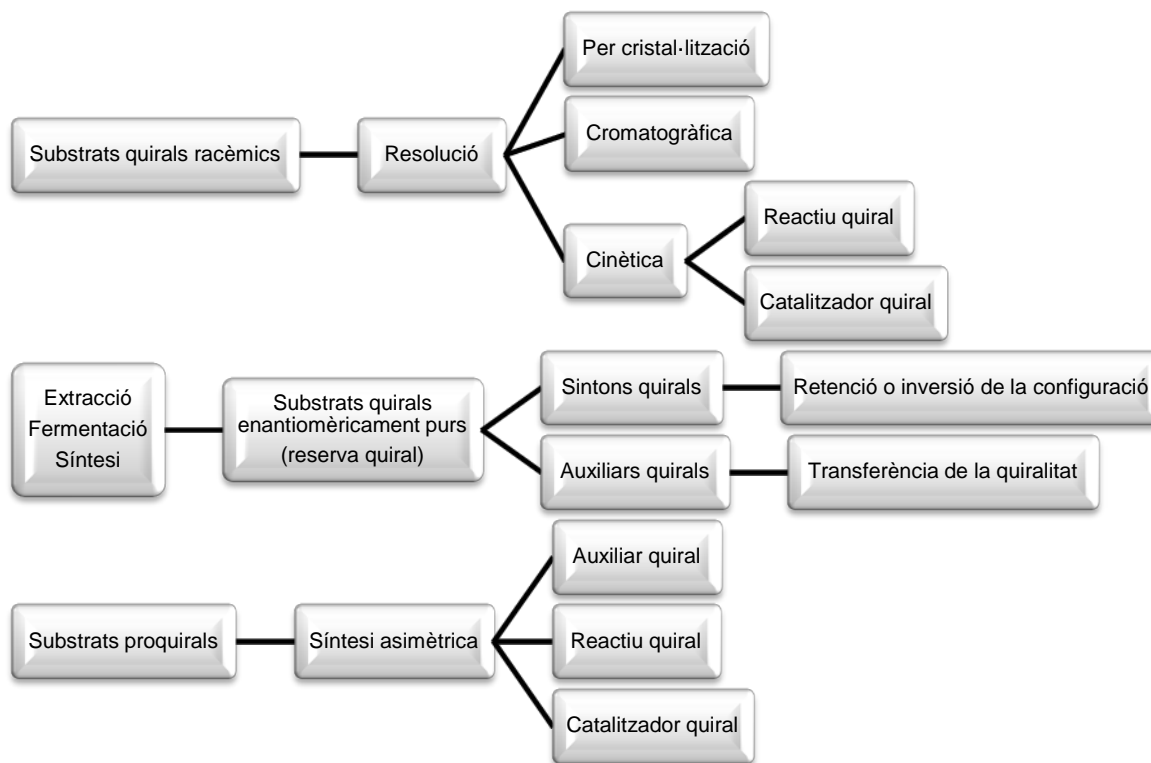 Per cristal·lització
Substrats quirals racèmics
Resolució
Cromatogràfica
Cinètica
Reactiu quiral
Catalitzador quiral
Extracció
Fermentació
Síntesi
Substrats quirals
enantiomèricament purs
(reserva quiral)
Sintons quirals
Retenció o inversió de la configuració
Auxiliars quirals
Transferència de la quiralitat
Substrats proquirals
Síntesi asimètrica
Auxiliar quiral
Reactiu quiral
Catalitzador quiral